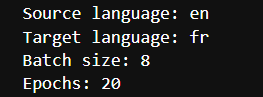 Source language: en
Target language: fr
Batch size: 8
Epochs: 20